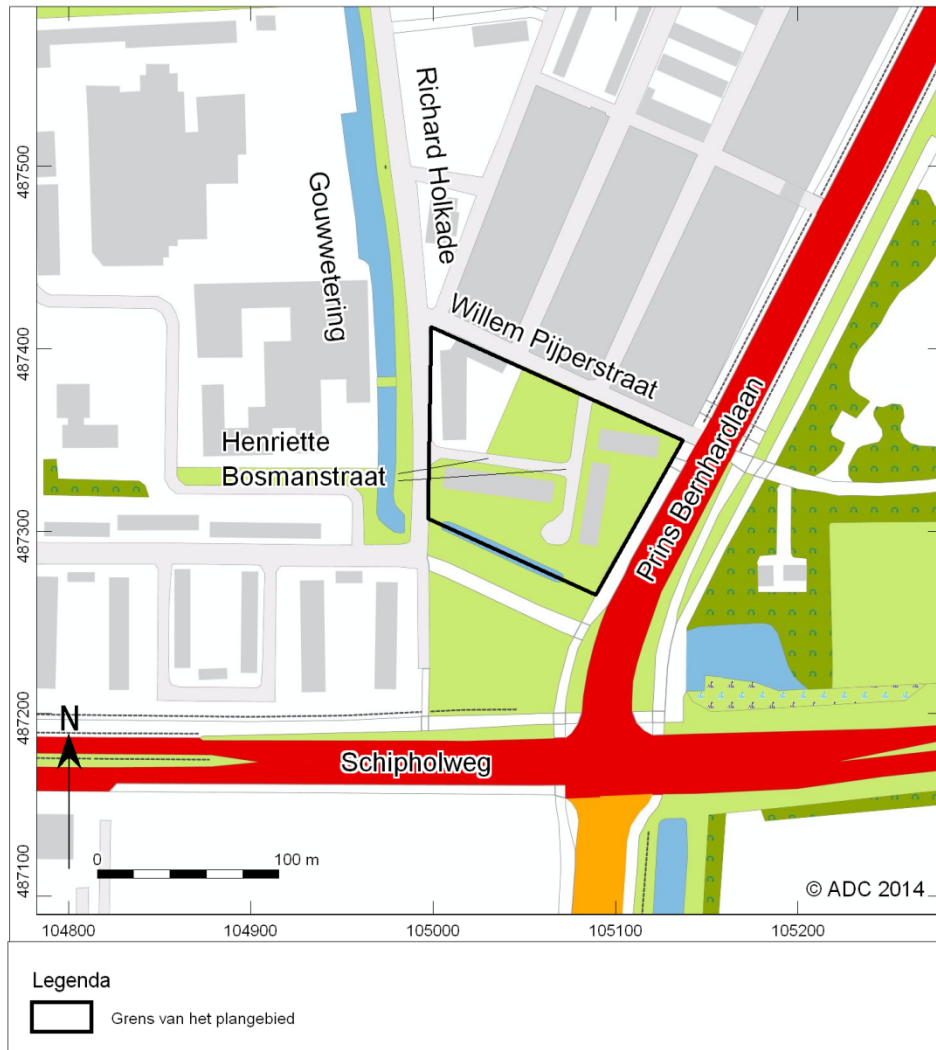 Richard Holkade
Gouwwetering
Willem Pijperstraat
Henriette
Bosmanstraat
Prins Bernhardlaan
Schipholweg
N
0 100 m
© ADC 2014
487500
487400
487300
487200
487100
104800 104900 105000 105100 105200
Legenda
Grens van het plangebied